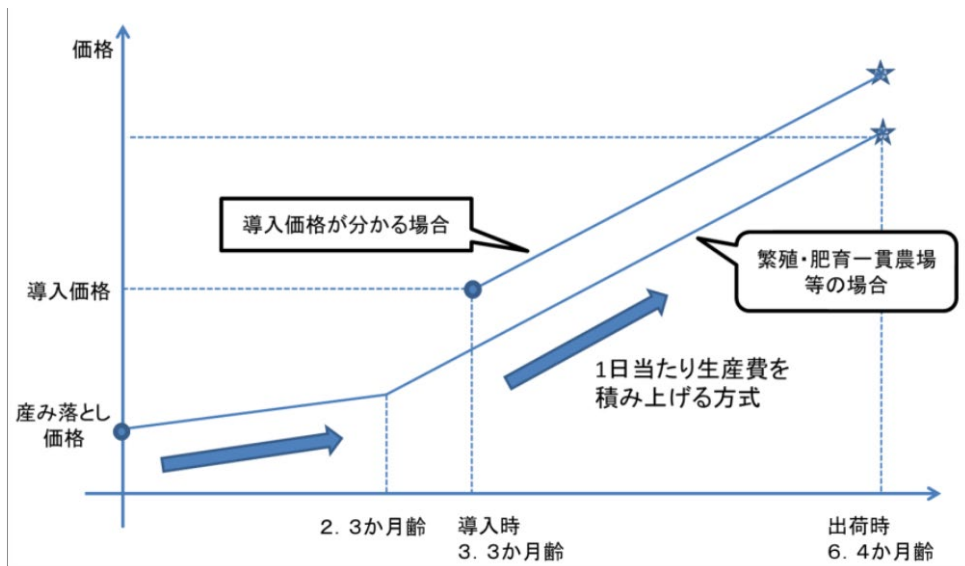 価格
導入価格が分かる場合
繁殖・肥育一貫農場
等の場合
導入価格
1日当たり生産費を
積み上げる方式
産み落とし
価格
２．３か月齢
導入時
３．３か月齢
出荷時
６．４か月齢